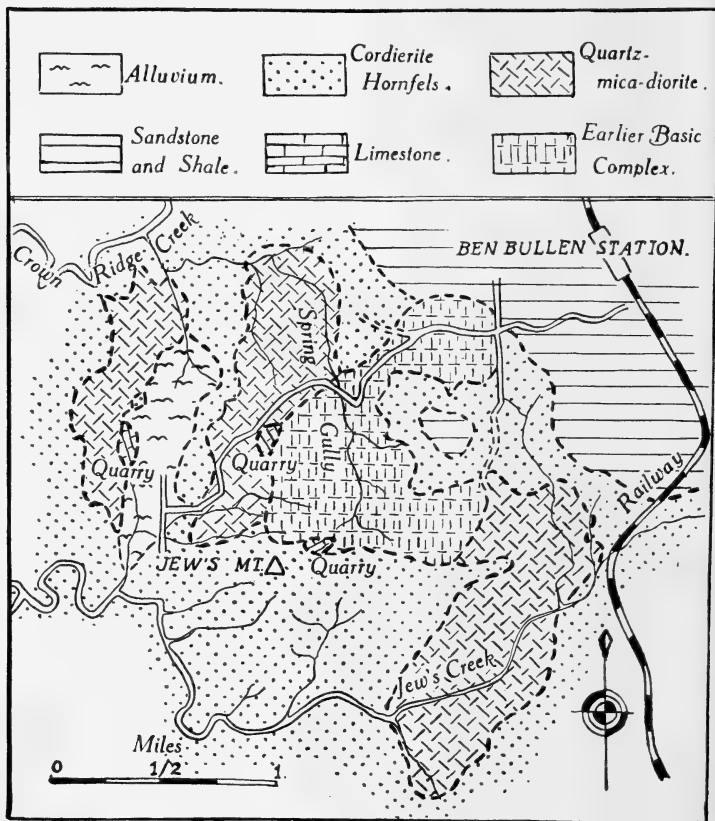 Alluvium.
Cordierite
Hornfels.
Quartz-
mica-diorite.
Sandstone
and Shale.
Limestone.
Earlier Basic
Complex.
Crown
Ridge Creek
BEN BULLEN STATION.
Spring
Gully
Quarry
Quarry
Railway
JEW'S MT.
Quarry
Jew's Creek
Miles
0 1/2 1